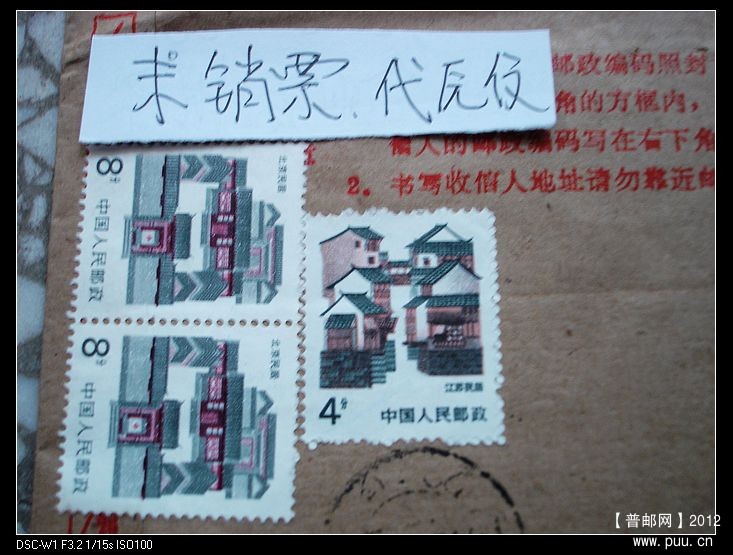 未销票、代瓦仅
邮政编码照封
角的方框内，
信人的邮政编码写在右下角
2。书写收信人地址请勿靠近邮
8分
北京民居
中国人民邮政
8分
北京民居
中国人民邮政
江苏民居
4分 中国人民邮政
DSC-W1 F3.2 1/15s ISO100
【普邮网】2012
www.puu.cn